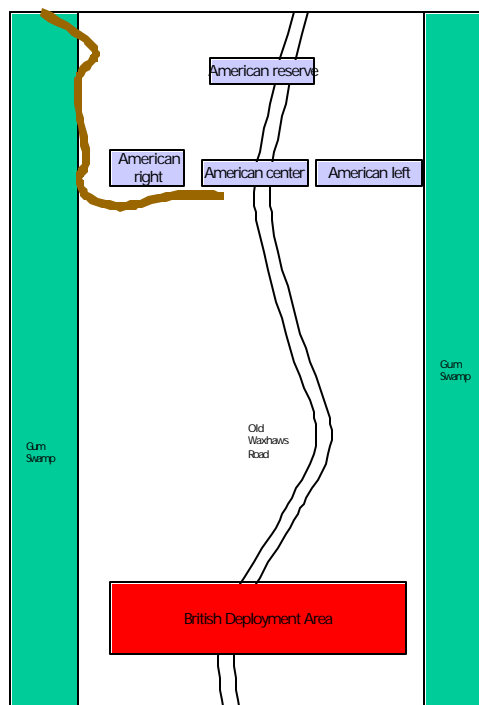 American reserve
American
right
American center
American left
Gum
Swamp
Old
Waxhaws
Road
Gum
Swamp
British Deployment Area